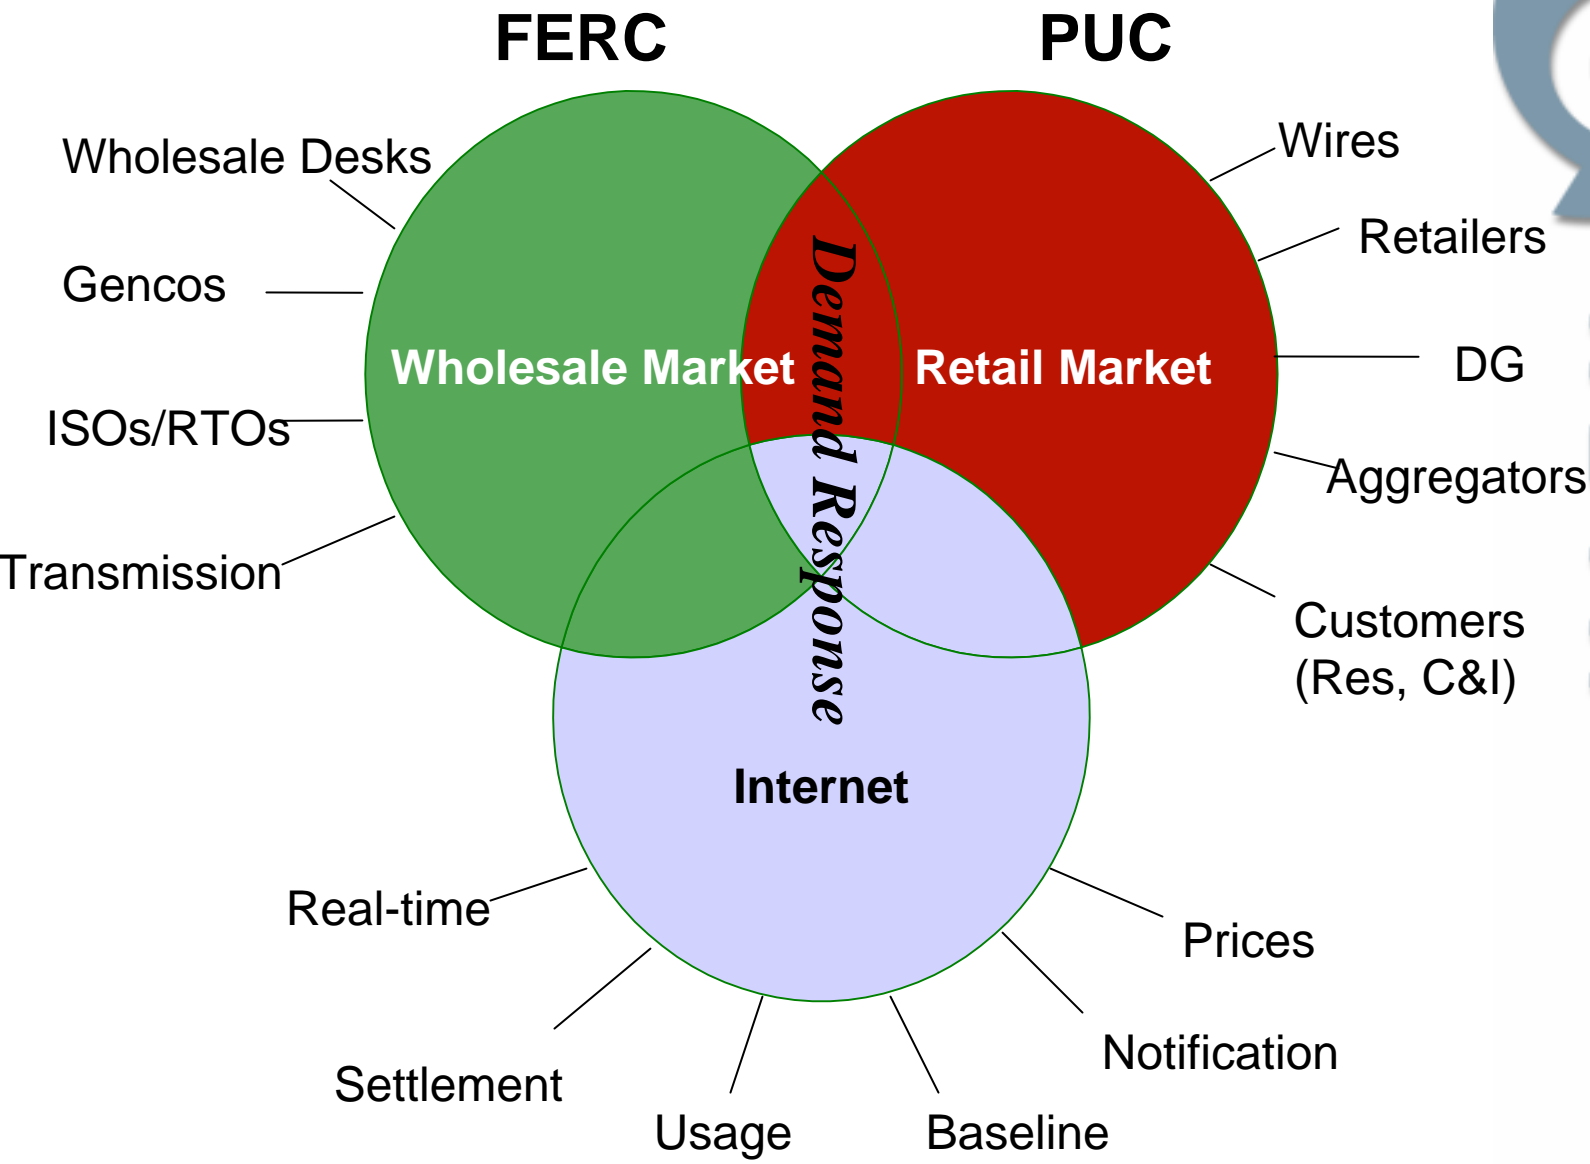 FERC
PUC
Wholesale Desks
Wires
Retailers
Gencos
Wholesale Market
Demand Response
Retail Market
DG
ISOs/RTOs
Aggregators
Transmission
Customers
(Res, C&I)
Internet
Real-time
Prices
Settlement
Notification
Usage
Baseline